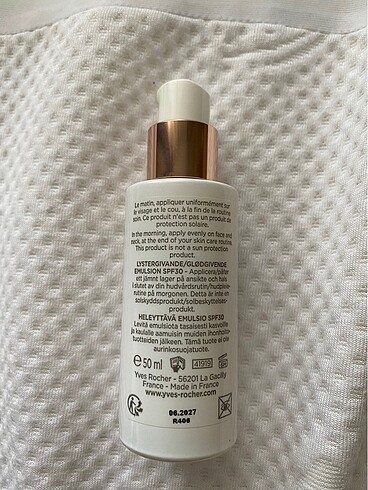 Le matin, appliquer uniformément sur
le visage et le cou, à la fin de la routine
soin. Ce produit n'est pas un produit de
protection solaire.
In the morning, apply evenly on face and
neck, at the end of your skin care routine.
This product is not a sun protection
product.
LYSTERGIVANDE/GLØDGIVENDE
EMULSION SPF30 - Applicera/påfør
ett jämnt lager på ansikte och hals
i slutet av din hudvårdsrutin/hudpleie-
rutine på morgonen. Detta är inte en
solskyddsprodukt/solbeskyttelses-
produkt.
HELEYTTÄVÄ EMULSIO SPF30
Levitä emulsiota tasaisesti kasvoille
ja kaulalle aamuisin muiden ihonhoito-
tuotteiden jälkeen. Tämä tuote ei ole
aurinkosuojatuote.
e 50 ml 41919
Yves Rocher - 56201 La Gacilly
France - Made in France
www.yves-rocher.com
06.2027
R406